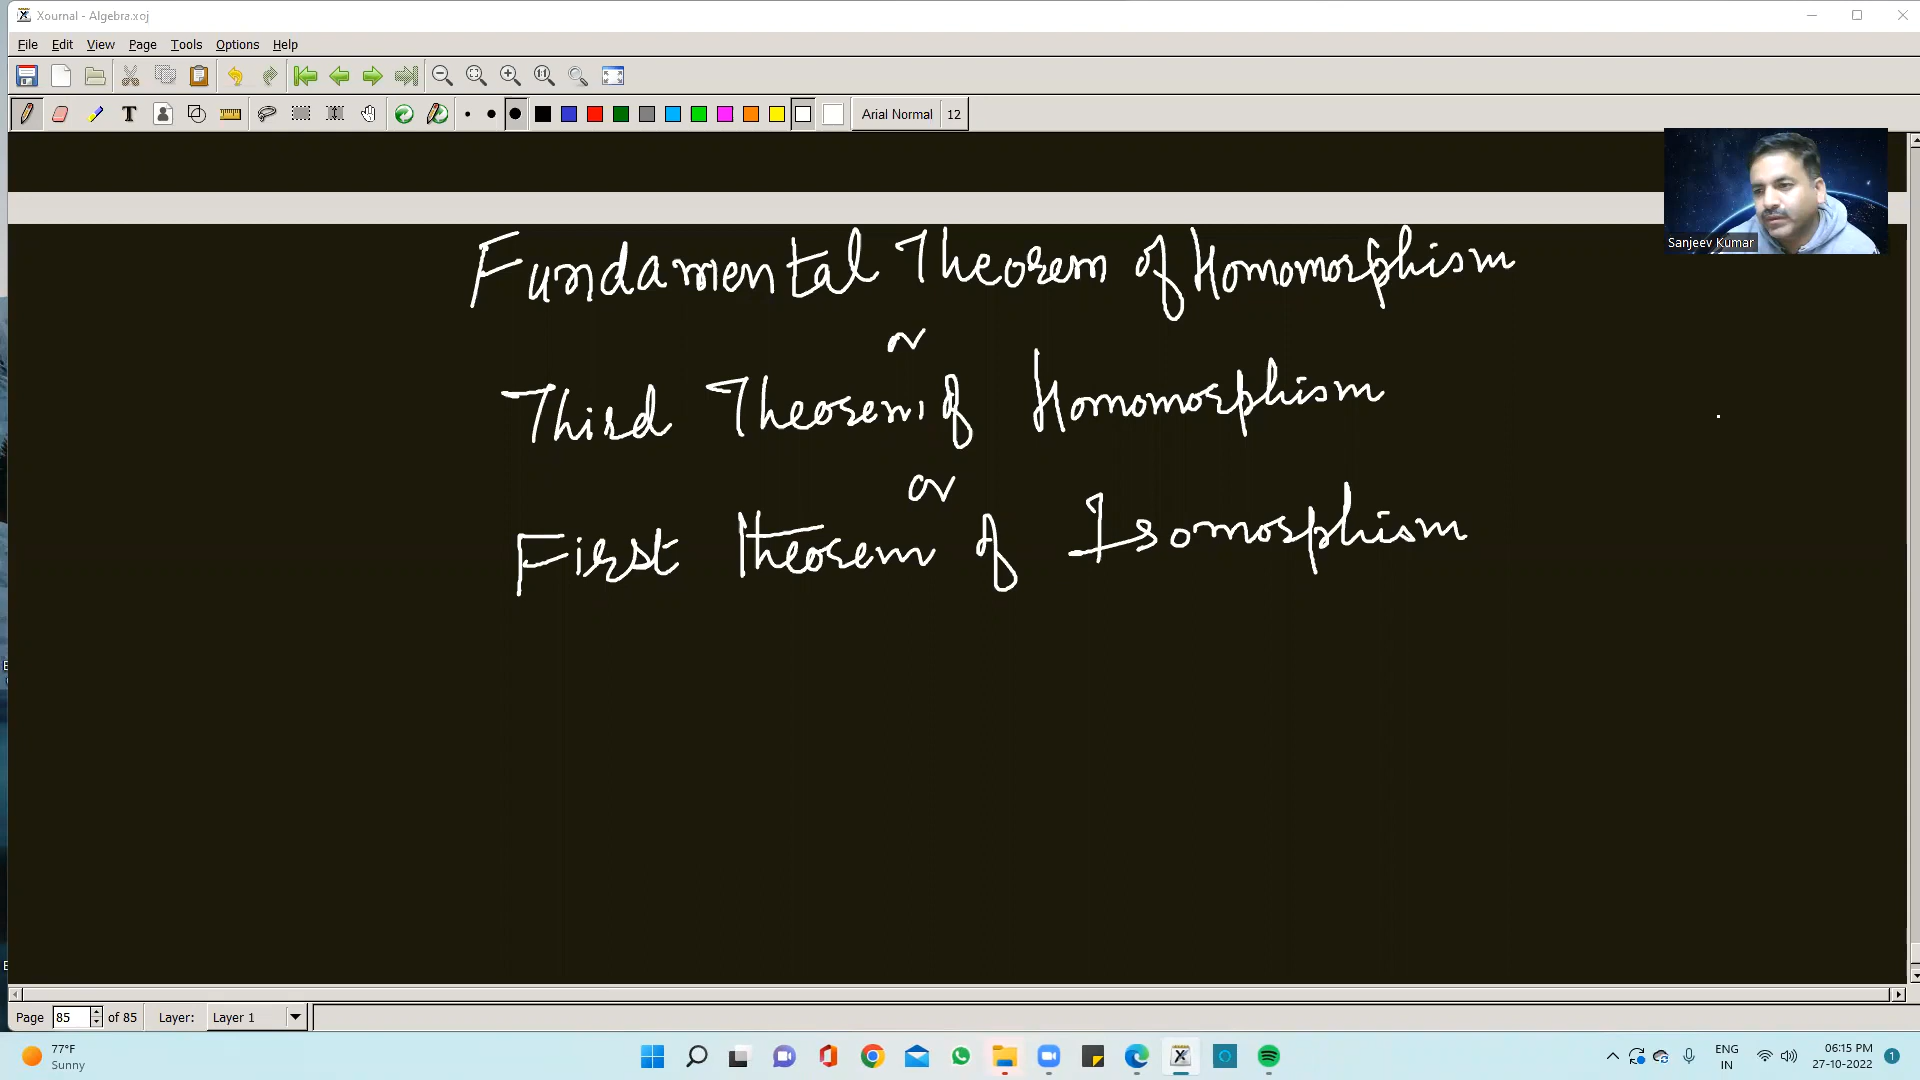 Xournal - Algebra.xoj
File Edit View Page Tools Options Help
Arial Normal 12
Sanjeev Kumar
Fundamental Theorem of Homomorphism
or
Third Theorem of Homomorphism
or
First Theorem of Isomorphism
Page 85 of 85 Layer: Layer 1
77°F
Sunny
ENG
IN
06:15 PM
27-10-2022
1